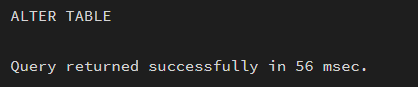 ALTER TABLE
Query returned successfully in 56 msec.